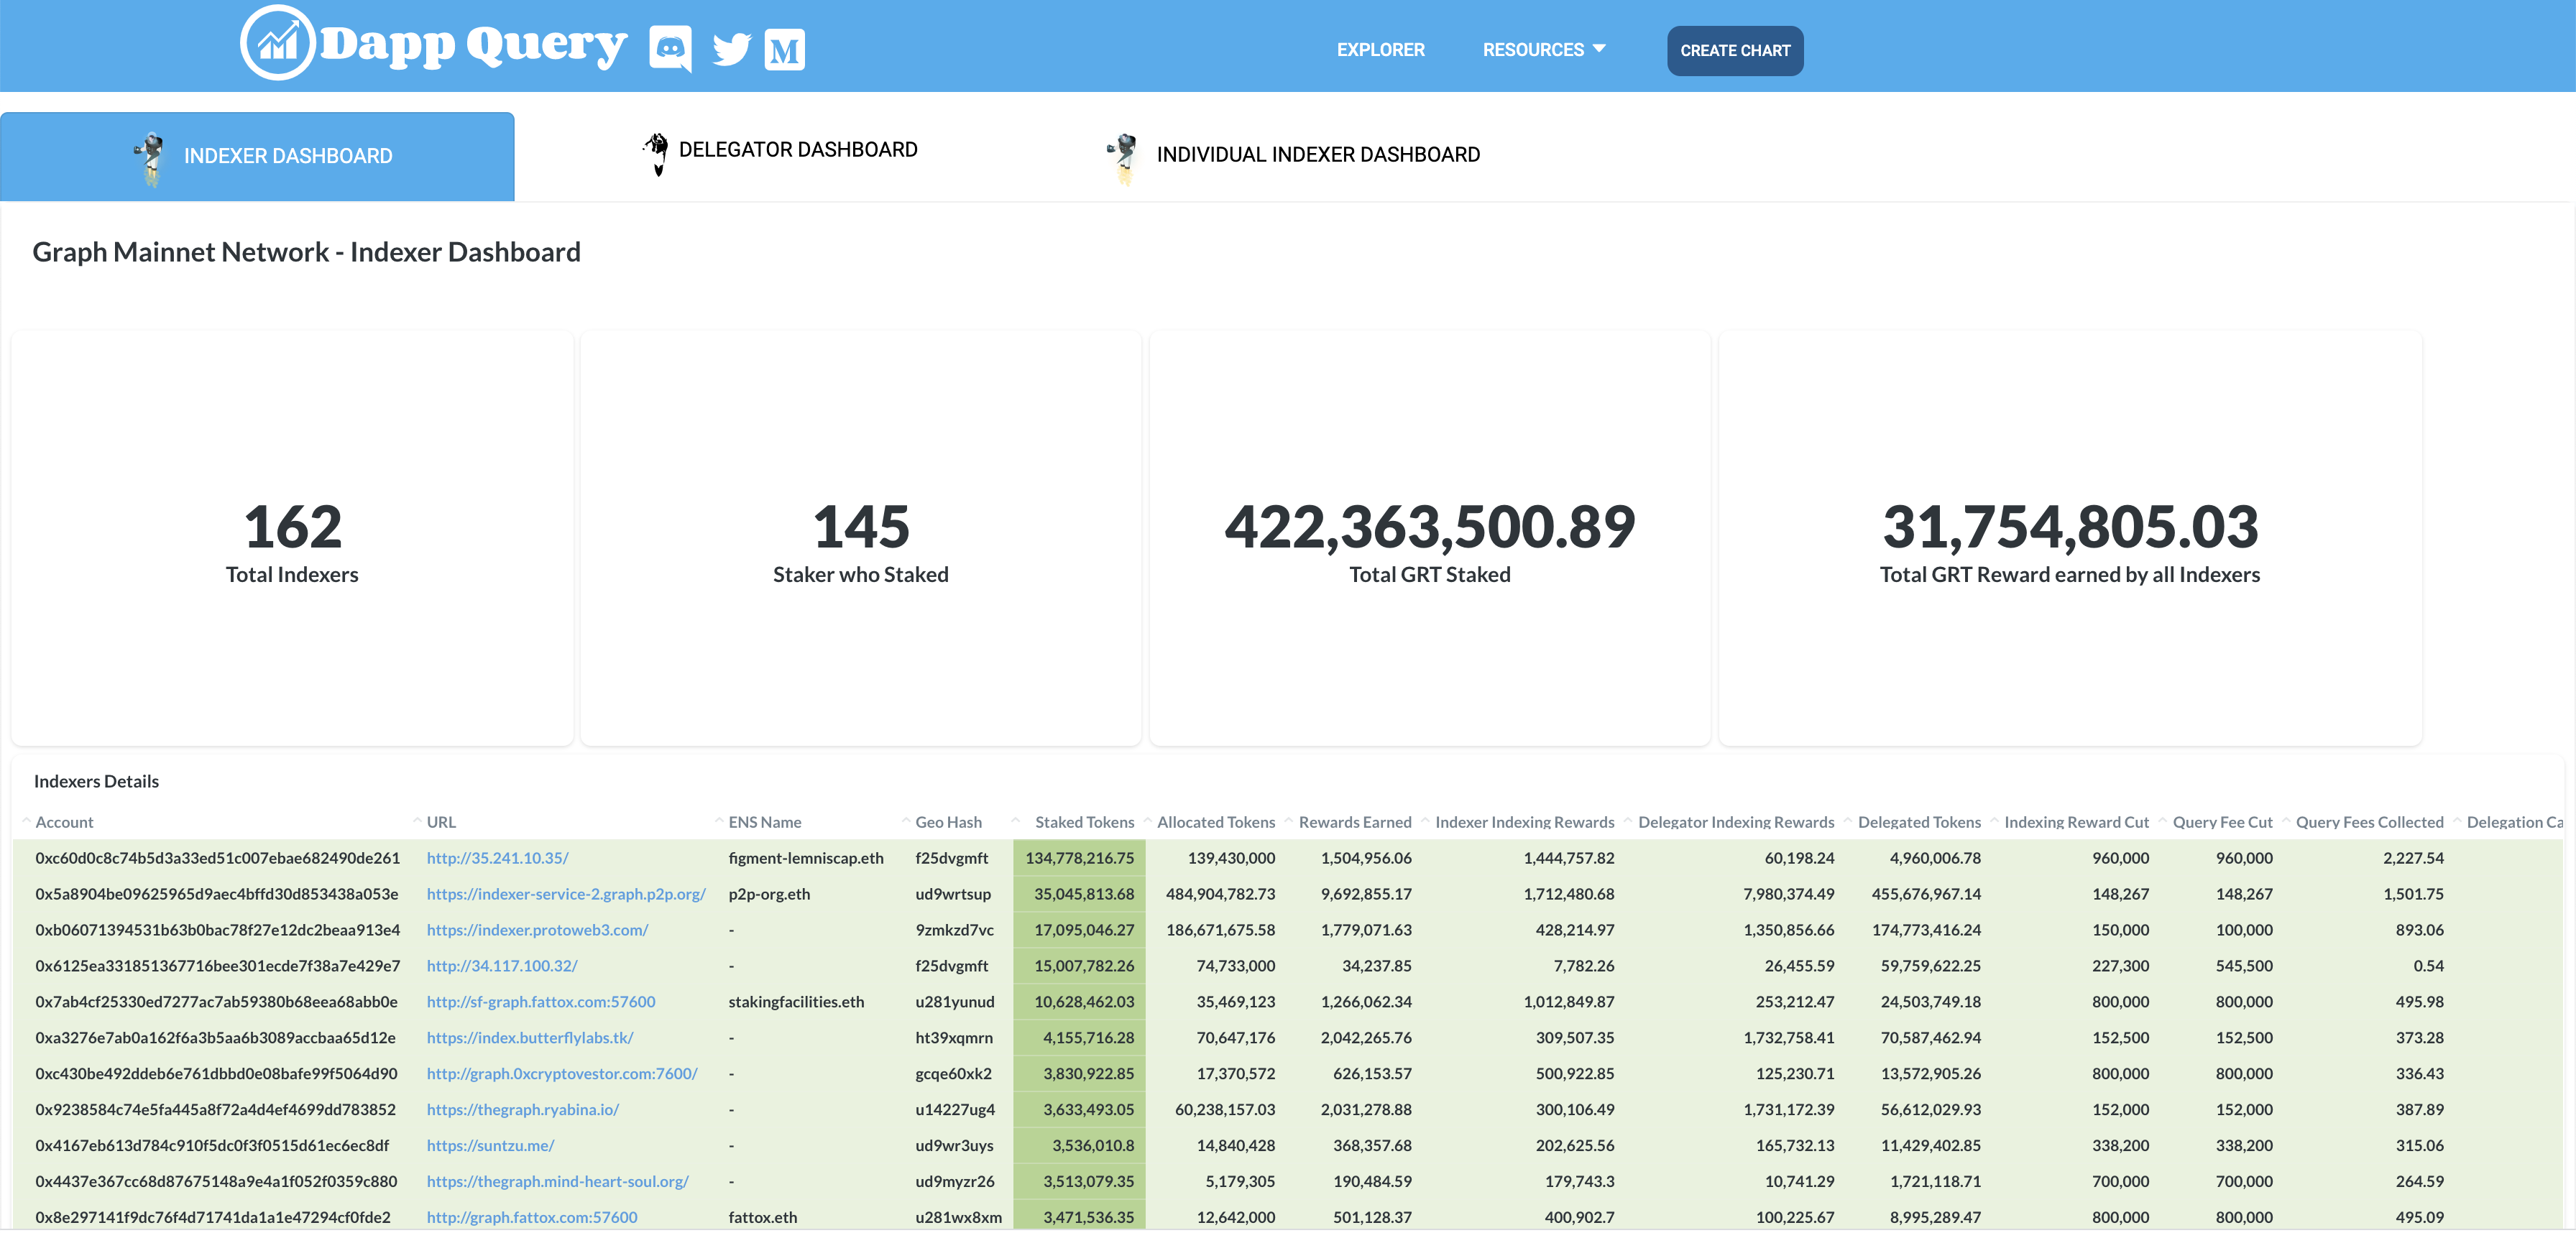 Dapp Query
EXPLORER RESOURCES CREATE CHART
INDEXER DASHBOARD DELEGATOR DASHBOARD INDIVIDUAL INDEXER DASHBOARD
Graph Mainnet Network - Indexer Dashboard
162 145 422,363,500.89 31,754,805.03
Total Indexers Staker who Staked Total GRT Staked Total GRT Reward earned by all Indexers
Indexers Details
Account URL ENS Name Geo Hash Staked Tokens Allocated Tokens Rewards Earned Indexer Indexing Rewards Delegator Indexing Rewards Delegated Tokens Indexing Reward Cut Query Fee Cut Query Fees Collected Delegation Ca
0xc60d0c8c74b5d3a33ed51c007ebae682490de261 http://35.241.10.35/ figment-lemniscap.eth f25dvgmft 134,778,216.75 139,430,000 1,504,956.06 1,444,757.82 60,198.24 4,960,006.78 960,000 960,000 2,227.54
0x5a8904be09625965d9aec4bffd30d853438a053e https://indexer-service-2.graph.p2p.org/ p2p-org.eth ud9wrtsup 35,045,813.68 484,904,782.73 9,692,855.17 1,712,480.68 7,980,374.49 455,676,967.14 148,267 148,267 1,501.75
0xb06071394531b63b0bac78f27e12dc2beaa913e4 https://indexer.protoweb3.com/ - 9zmkzd7vc 17,095,046.27 186,671,675.58 1,779,071.63 428,214.97 1,350,856.66 174,773,416.24 150,000 100,000 893.06
0x6125ea331851367716bee301ecde7f38a7e429e7 http://34.117.100.32/ - f25dvgmft 15,007,782.26 74,733,000 34,237.85 7,782.26 26,455.59 59,759,622.25 227,300 545,500 0.54
0x7ab4cf25330ed7277ac7ab59380b68eea68abb0e http://sf-graph.fattox.com:57600 stakingfacilities.eth u281yunud 10,628,462.03 35,469,123 1,266,062.34 1,012,849.87 253,212.47 24,503,749.18 800,000 800,000 495.98
0xa3276e7ab0a162f6a3b5aa6b3089accbaa65d12e https://index.butterflylabs.tk/ - ht39xqmrn 4,155,716.28 70,647,176 2,042,265.76 309,507.35 1,732,758.41 70,587,462.94 152,500 152,500 373.28
0xc430be492ddeb6e761dbbd0e08bafe99f5064d90 http://graph.0xcryptovestor.com:7600/ - gcqe60xk2 3,830,922.85 17,370,572 626,153.57 500,922.85 125,230.71 13,572,905.26 800,000 800,000 336.43
0x9238584c74e5fa445a8f72a4d4ef4699dd783852 https://thegraph.ryabina.io/ - u14227ug4 3,633,493.05 60,238,157.03 2,031,278.88 300,106.49 1,731,172.39 56,612,029.93 152,000 152,000 387.89
0x4167eb613d784c910f5dc0f3f0515d61ec6ec8df https://suntzu.me/ - ud9wr3uys 3,536,010.8 14,840,428 368,357.68 202,625.56 165,732.13 11,429,402.85 338,200 338,200 315.06
0x4437e367cc68d87675148a9e4a1f052f0359c880 https://thegraph.mind-heart-soul.org/ - ud9myzr26 3,513,079.35 5,179,305 190,484.59 179,743.3 10,741.29 1,721,118.71 700,000 700,000 264.59
0x8e297141f9dc76f4d71741da1a1e47294cf0fde2 http://graph.fattox.com:57600 fattox.eth u281wx8xm 3,471,536.35 12,642,000 501,128.37 400,902.7 100,225.67 8,995,289.47 800,000 800,000 495.09